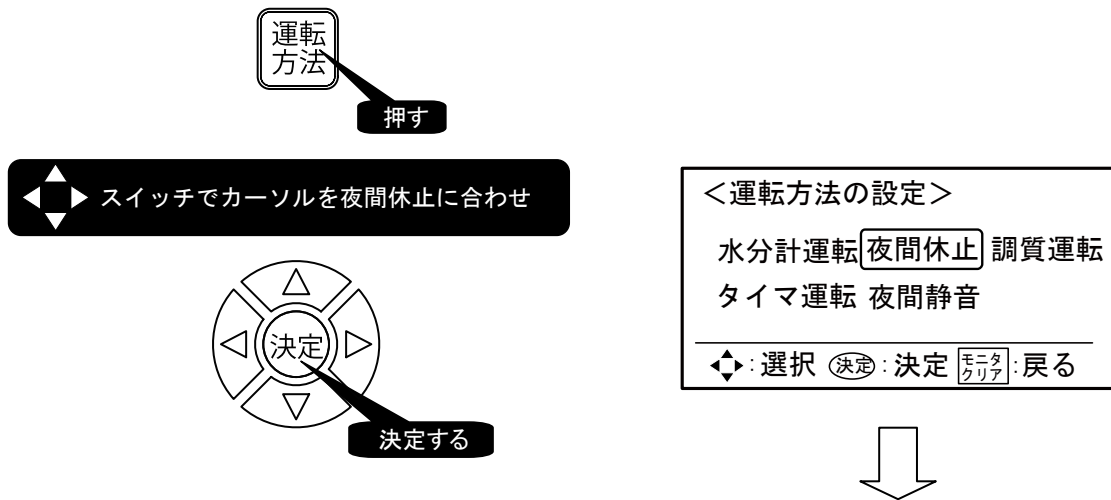 運転
方法
押す
スイッチでカーソルを夜間休止に合わせ
決定
決定する
＜運転方法の設定＞
水分計運転 夜間休止 調質運転
タイマ運転 夜間静音
:選択 決定:決定 モニタクリア:戻る